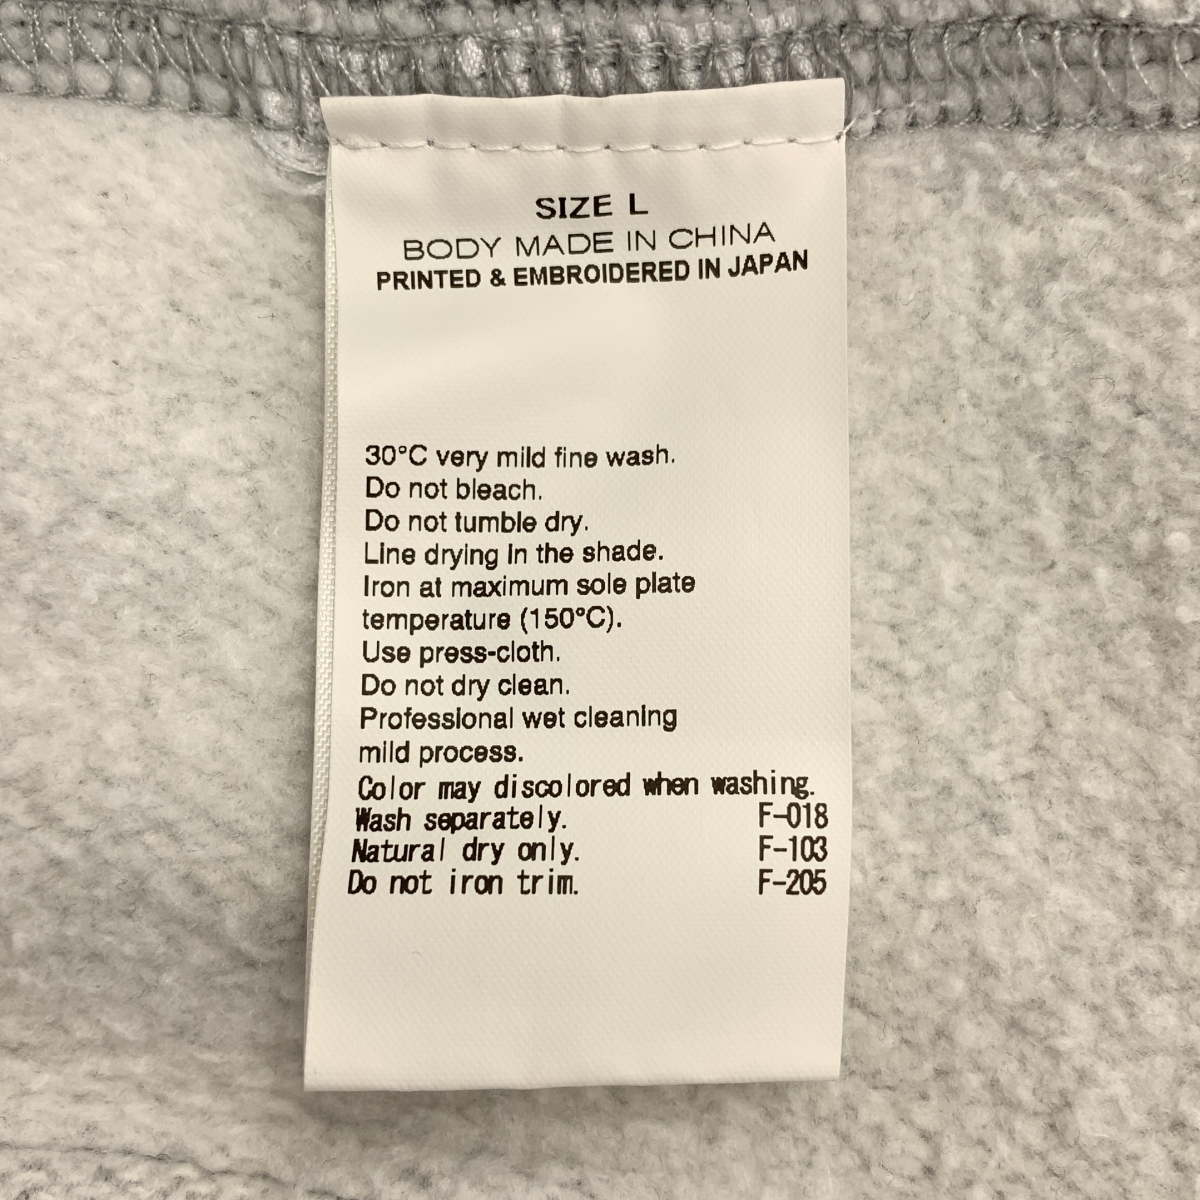 SIZE L
BODY MADE IN CHINA
PRINTED & EMBROIDERED IN JAPAN
30°C very mild fine wash.
Do not bleach.
Do not tumble dry.
Line drying in the shade.
Iron at maximum sole plate
temperature (150°C).
Use press-cloth.
Do not dry clean.
Professional wet cleaning
mild process.
Color may discolored when washing.
Wash separately. F-018
Natural dry only. F-103
Do not iron trim. F-205